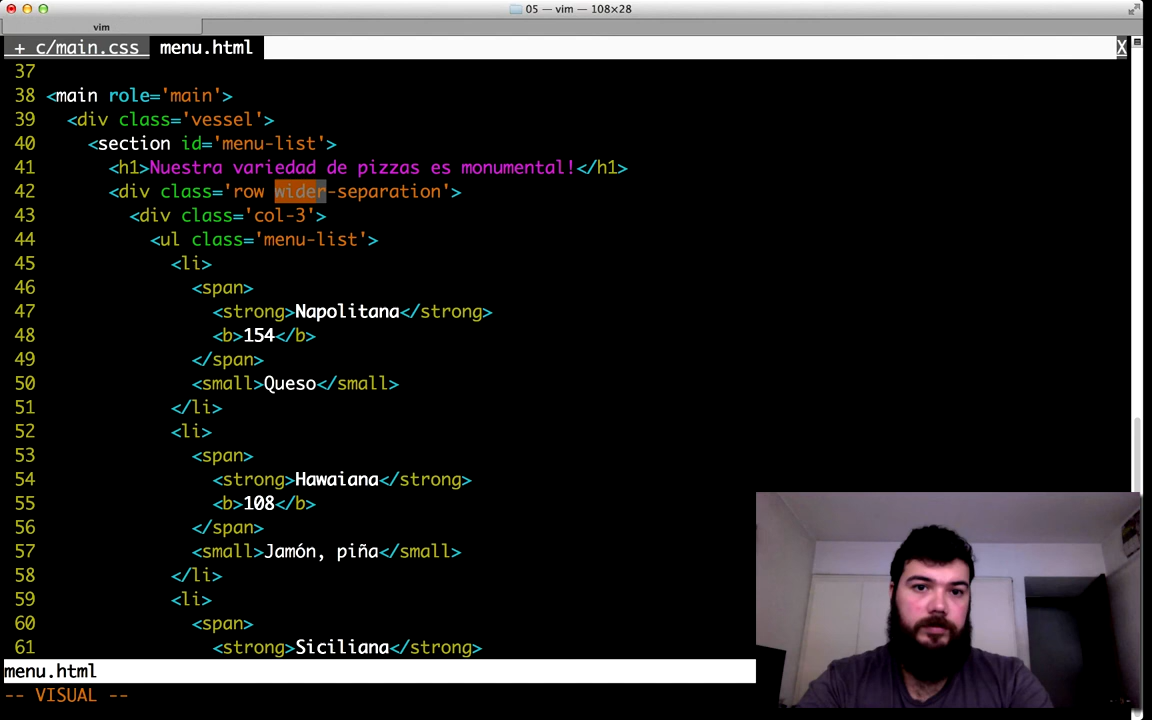 05 — vim — 108×28
vim
+ c/main.css menu.html X
37
38 <main role='main'>
39 <div class='vessel'>
40 <section id='menu-list'>
41 <h1>Nuestra variedad de pizzas es monumental!</h1>
42 <div class='row wider-separation'>
43 <div class='col-3'>
44 <ul class='menu-list'>
45 <li>
46 <span>
47 <strong>Napolitana</strong>
48 <b>154</b>
49 </span>
50 <small>Queso</small>
51 </li>
52 <li>
53 <span>
54 <strong>Hawaiana</strong>
55 <b>108</b>
56 </span>
57 <small>Jamón, piña</small>
58 </li>
59 <li>
60 <span>
61 <strong>Siciliana</strong>
menu.html
-- VISUAL --